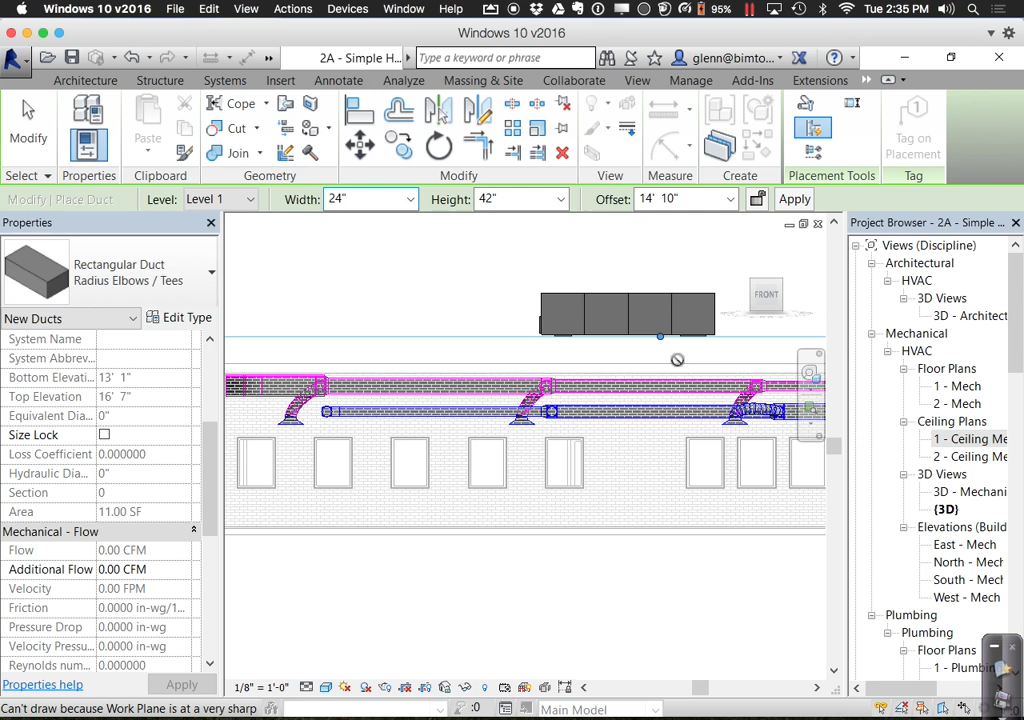 Windows 10 v2016 File Edit View Actions Devices Window Help 95% Tue 2:35 PM
Windows 10 v2016
2A - Simple H... Type a keyword or phrase glenn@bimto...
Architecture Structure Systems Insert Annotate Analyze Massing & Site Collaborate View Manage Add-Ins Extensions
Modify Paste Cope Cut Join Tag on Placement
Select Properties Clipboard Geometry Modify View Measure Create Placement Tools Tag
Modify | Place Duct Level: Level 1 Width: 24" Height: 42" Offset: 14' 10" Apply
Properties
Rectangular Duct
Radius Elbows / Tees
New Ducts Edit Type
System Name
System Abbrev...
Bottom Elevati... 13' 1"
Top Elevation 16' 7"
Equivalent Dia... 0"
Size Lock
Loss Coefficient 0.000000
Hydraulic Dia... 0"
Section 0
Area 11.00 SF
Mechanical - Flow
Flow 0.00 CFM
Additional Flow 0.00 CFM
Velocity 0.00 FPM
Friction 0.0000 in-wg/1...
Pressure Drop 0.0000 in-wg
Velocity Pressu... 0.0000 in-wg
Reynolds num... 0.000000
Properties help Apply
FRONT
Project Browser - 2A - Simple ...
Views (Discipline)
Architectural
HVAC
3D Views
3D - Architect
Mechanical
HVAC
Floor Plans
1 - Mech
2 - Mech
Ceiling Plans
1 - Ceiling Me
2 - Ceiling Me
3D Views
3D - Mechani
{3D}
Elevations (Build
East - Mech
North - Mech
South - Mech
West - Mech
Plumbing
Plumbing
Floor Plans
1 - Plumbin
1/8" = 1'-0"
Can't draw because Work Plane is at a very sharp :0 Main Model